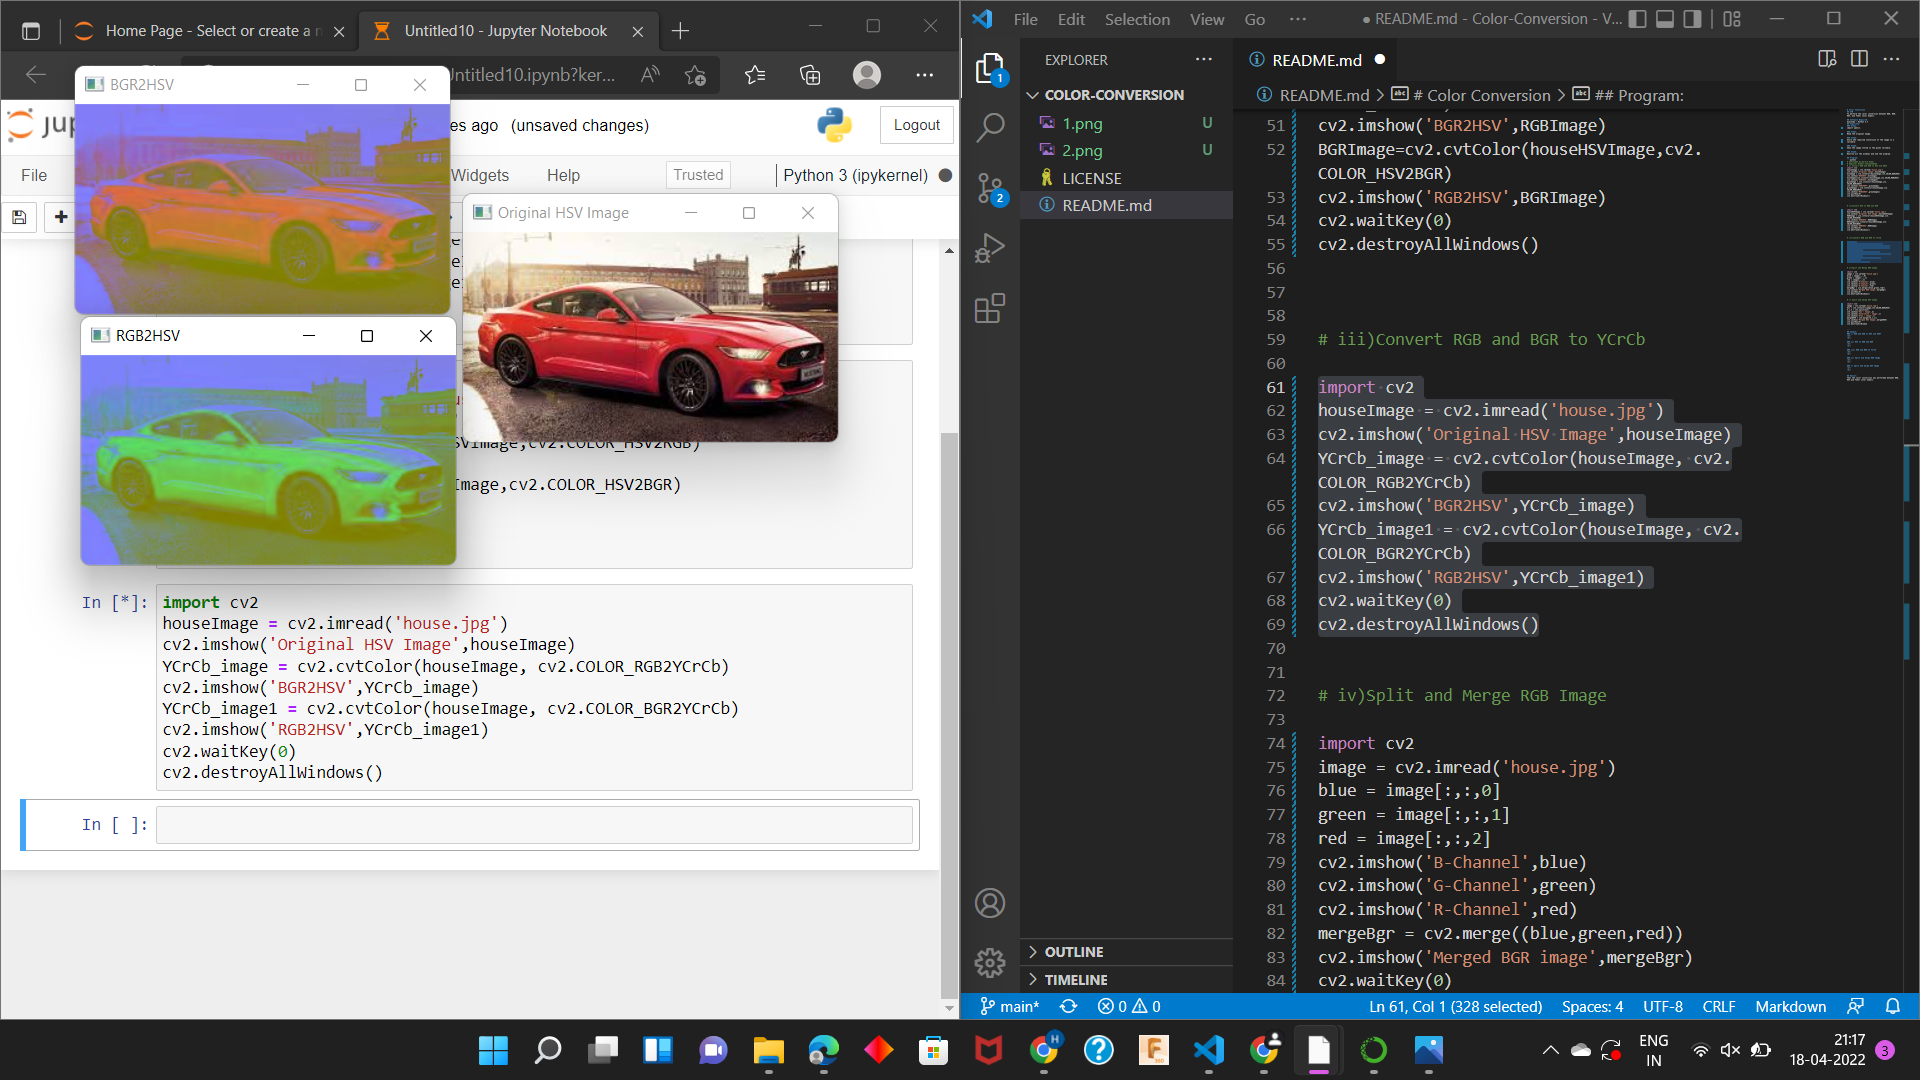 Home Page - Select or create a n
Untitled10 - Jupyter Notebook
Untitled10.ipynb?ker...
BGR2HSV
es ago (unsaved changes)
Logout
File
Widgets
Help
Trusted
Python 3 (ipykernel)
Original HSV Image
RGB2HSV
SVImage,cv2.COLOR_HSV2RGB)
Image,cv2.COLOR_HSV2BGR)
In [*]:
import cv2
houseImage = cv2.imread('house.jpg')
cv2.imshow('Original HSV Image',houseImage)
YCrCb_image = cv2.cvtColor(houseImage, cv2.COLOR_RGB2YCrCb)
cv2.imshow('BGR2HSV',YCrCb_image)
YCrCb_image1 = cv2.cvtColor(houseImage, cv2.COLOR_BGR2YCrCb)
cv2.imshow('RGB2HSV',YCrCb_image1)
cv2.waitKey(0)
cv2.destroyAllWindows()
In [ ]:
File Edit Selection View Go ···
● README.md - Color-Conversion - V...
EXPLORER
README.md
COLOR-CONVERSION
1.png U
2.png U
LICENSE
README.md
1
2
OUTLINE
TIMELINE
README.md > # Color Conversion > ## Program:
51 cv2.imshow('BGR2HSV',RGBImage)
52 BGRImage=cv2.cvtColor(houseHSVImage,cv2.
COLOR_HSV2BGR)
53 cv2.imshow('RGB2HSV',BGRImage)
54 cv2.waitKey(0)
55 cv2.destroyAllWindows()
56
57
58
59 # iii)Convert RGB and BGR to YCrCb
60
61 import cv2
62 houseImage = cv2.imread('house.jpg')
63 cv2.imshow('Original HSV Image',houseImage)
64 YCrCb_image = cv2.cvtColor(houseImage, cv2.
COLOR_RGB2YCrCb)
65 cv2.imshow('BGR2HSV',YCrCb_image)
66 YCrCb_image1 = cv2.cvtColor(houseImage, cv2.
COLOR_BGR2YCrCb)
67 cv2.imshow('RGB2HSV',YCrCb_image1)
68 cv2.waitKey(0)
69 cv2.destroyAllWindows()
70
71
72 # iv)Split and Merge RGB Image
73
74 import cv2
75 image = cv2.imread('house.jpg')
76 blue = image[:,:,0]
77 green = image[:,:,1]
78 red = image[:,:,2]
79 cv2.imshow('B-Channel',blue)
80 cv2.imshow('G-Channel',green)
81 cv2.imshow('R-Channel',red)
82 mergeBgr = cv2.merge((blue,green,red))
83 cv2.imshow('Merged BGR image',mergeBgr)
84 cv2.waitKey(0)
main* 0 0
Ln 61, Col 1 (328 selected) Spaces: 4 UTF-8 CRLF Markdown
ENG
IN
21:17
18-04-2022
3